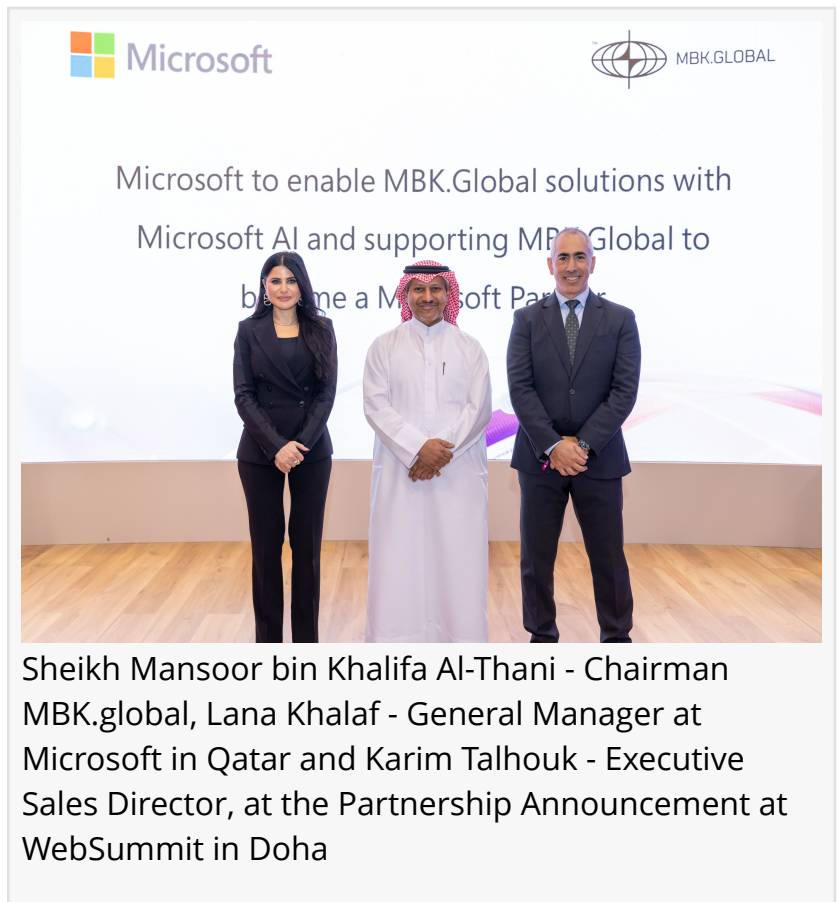 Microsoft
MBK.GLOBAL
Microsoft to enable MBK.Global solutions with
Microsoft AI and supporting Global to
a
Sheikh Mansoor bin Khalifa Al-Thani - Chairman
MBK.global, Lana Khalaf - General Manager at
Microsoft in Qatar and Karim Talhouk - Executive
Sales Director, at the Partnership Announcement at
WebSummit in Doha